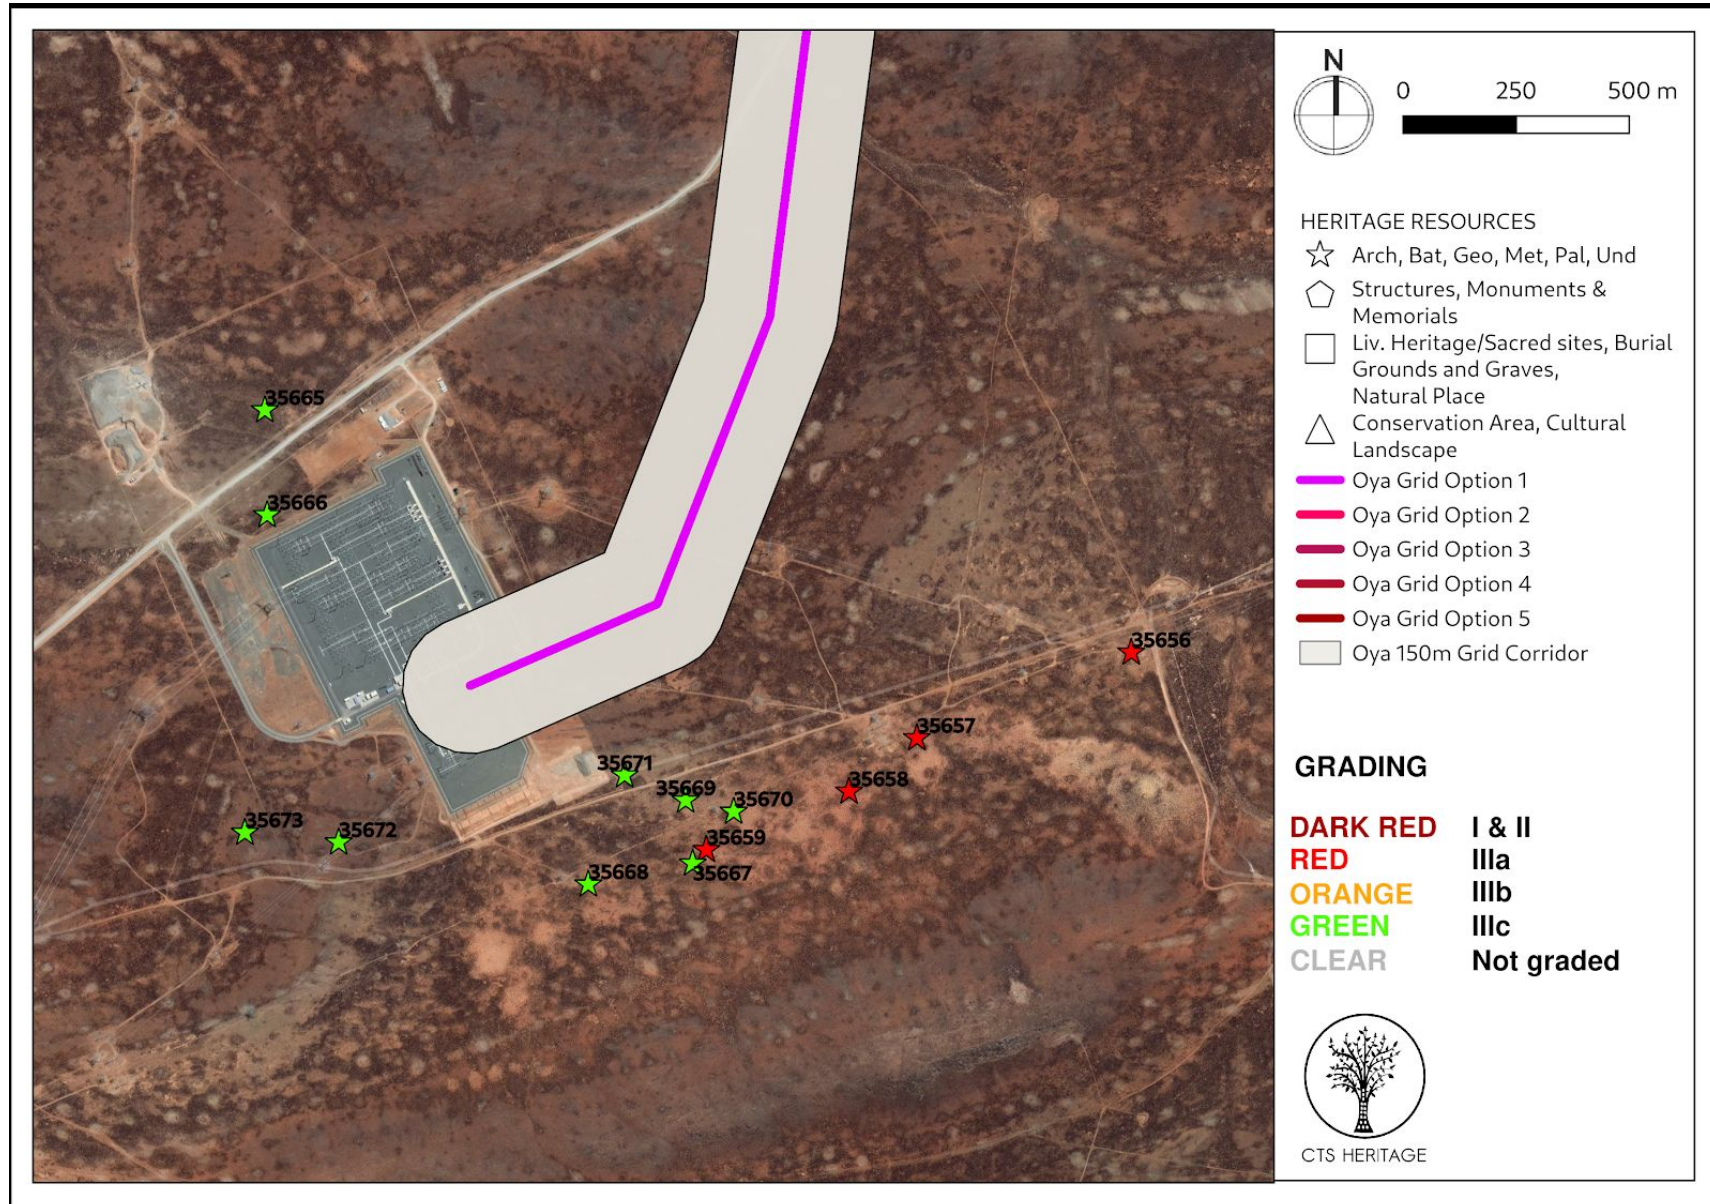 N
0 250 500 m
HERITAGE RESOURCES
Arch, Bat, Geo, Met, Pal, Und
Structures, Monuments &
Memorials
Liv. Heritage/Sacred sites, Burial
Grounds and Graves,
Natural Place
Conservation Area, Cultural
Landscape
Oya Grid Option 1
Oya Grid Option 2
Oya Grid Option 3
Oya Grid Option 4
Oya Grid Option 5
Oya 150m Grid Corridor
GRADING
DARK RED I & II
RED IIIa
ORANGE IIIb
GREEN IIIc
CLEAR Not graded
CTS HERITAGE
35665
35666
35656
35657
35671
35658
35669
35670
35673
35672
35659
35668
35667